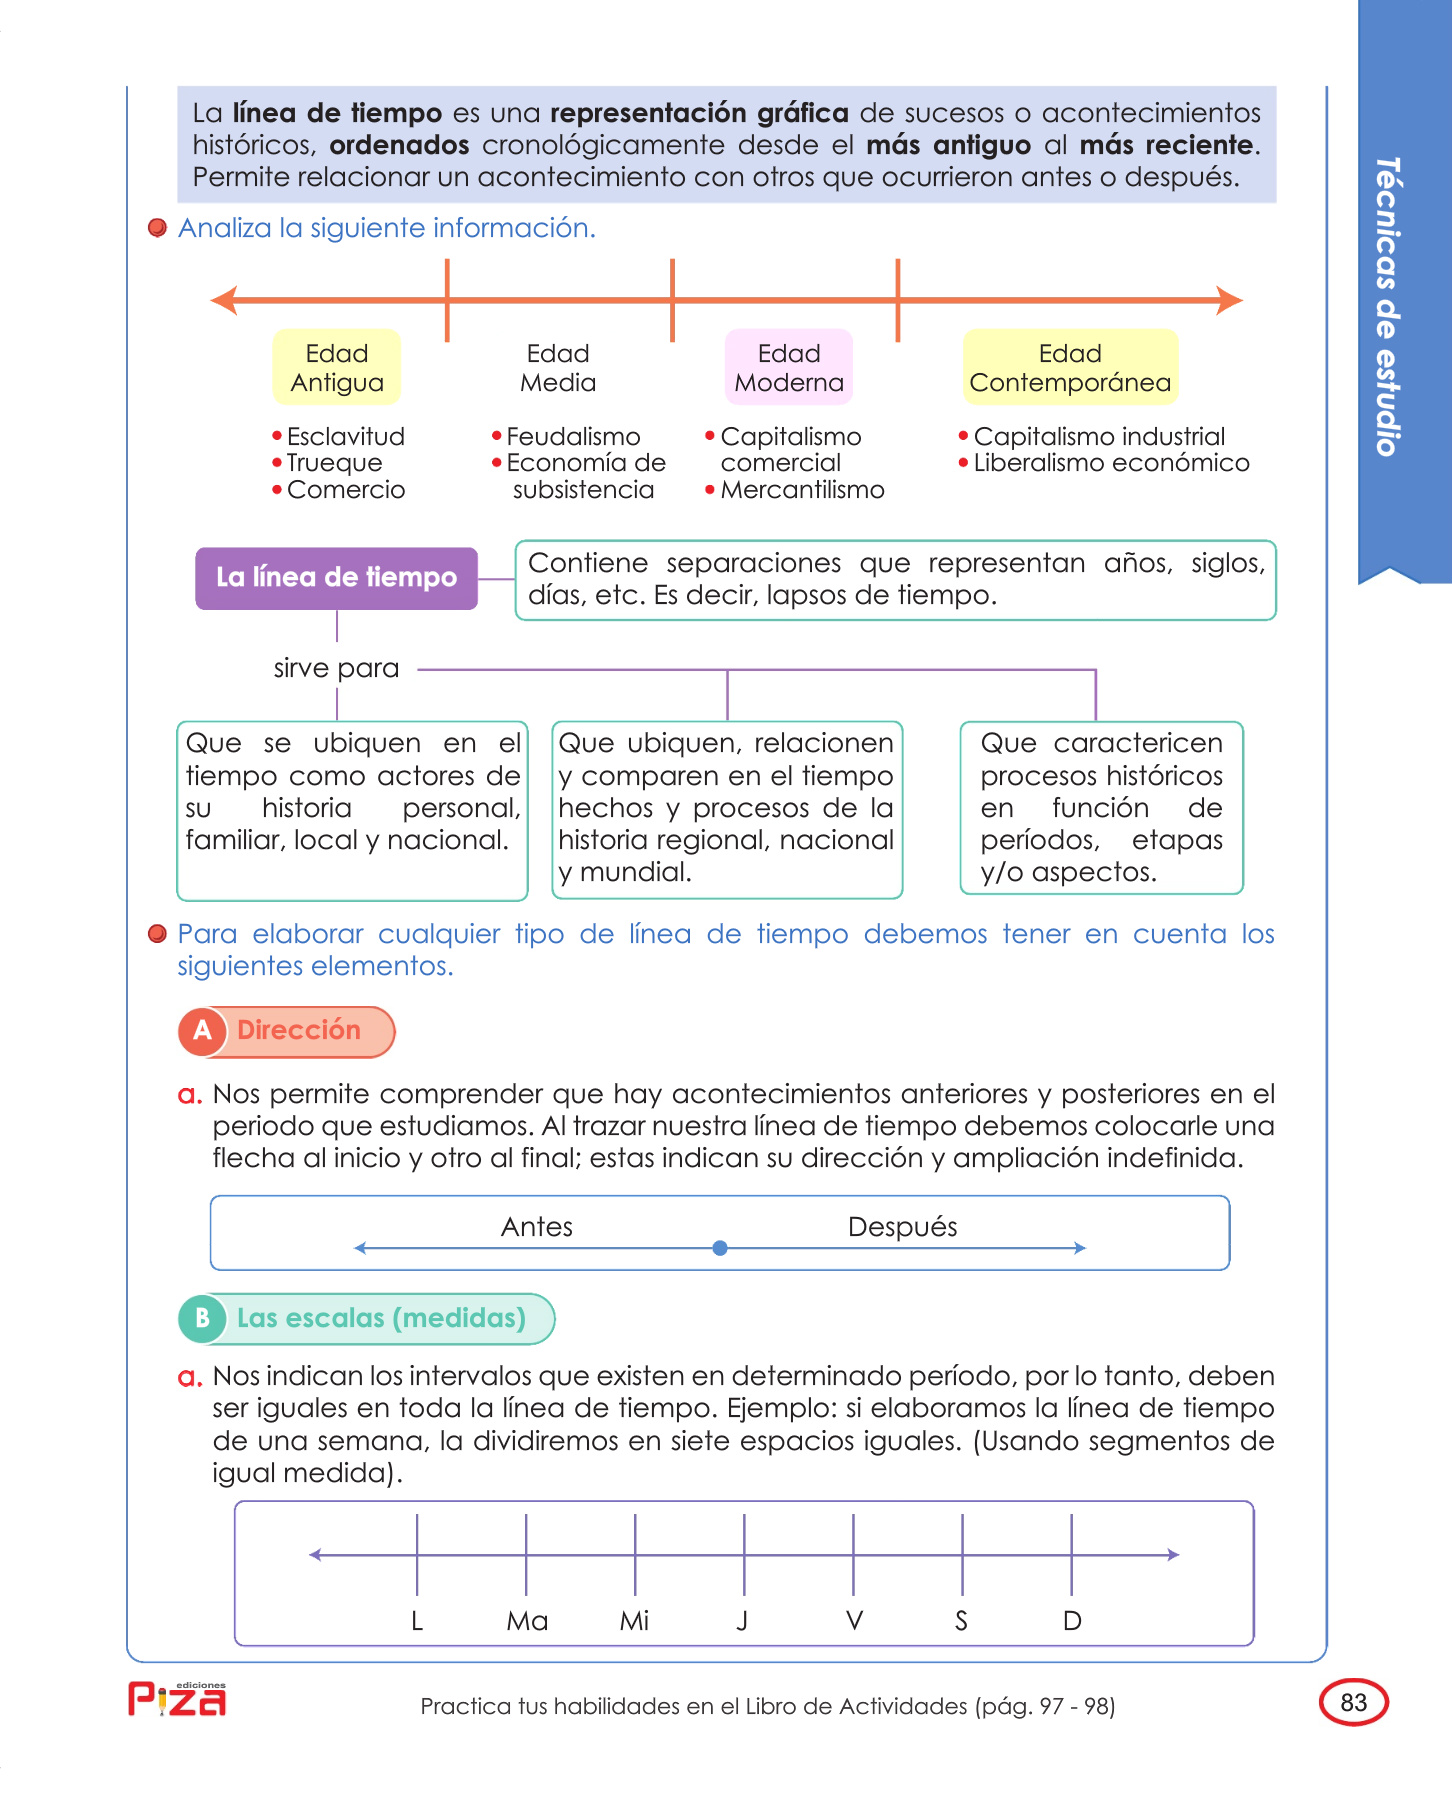 La línea de tiempo es una representación gráfica de sucesos o acontecimientos
históricos, ordenados cronológicamente desde el más antiguo al más reciente.
Permite relacionar un acontecimiento con otros que ocurrieron antes o después.
Analiza la siguiente información.
Edad
Antigua
Edad
Media
Edad
Moderna
Edad
Contemporánea
• Esclavitud
• Trueque
• Comercio
• Feudalismo
• Economía de
subsistencia
• Capitalismo
comercial
• Mercantilismo
• Capitalismo industrial
• Liberalismo económico
La línea de tiempo
Contiene separaciones que representan años, siglos,
días, etc. Es decir, lapsos de tiempo.
sirve para
Que se ubiquen en el
tiempo como actores de
su historia personal,
familiar, local y nacional.
Que ubiquen, relacionen
y comparen en el tiempo
hechos y procesos de la
historia regional, nacional
y mundial.
Que caractericen
procesos históricos
en función de
períodos, etapas
y/o aspectos.
Para elaborar cualquier tipo de línea de tiempo debemos tener en cuenta los
siguientes elementos.
A Dirección
a. Nos permite comprender que hay acontecimientos anteriores y posteriores en el
periodo que estudiamos. Al trazar nuestra línea de tiempo debemos colocarle una
flecha al inicio y otro al final; estas indican su dirección y ampliación indefinida.
Antes Después
B Las escalas (medidas)
a. Nos indican los intervalos que existen en determinado período, por lo tanto, deben
ser iguales en toda la línea de tiempo. Ejemplo: si elaboramos la línea de tiempo
de una semana, la dividiremos en siete espacios iguales. (Usando segmentos de
igual medida).
L Ma Mi J V S D
Técnicas de estudio
ediciones
Piza
Practica tus habilidades en el Libro de Actividades (pág. 97 - 98)
83